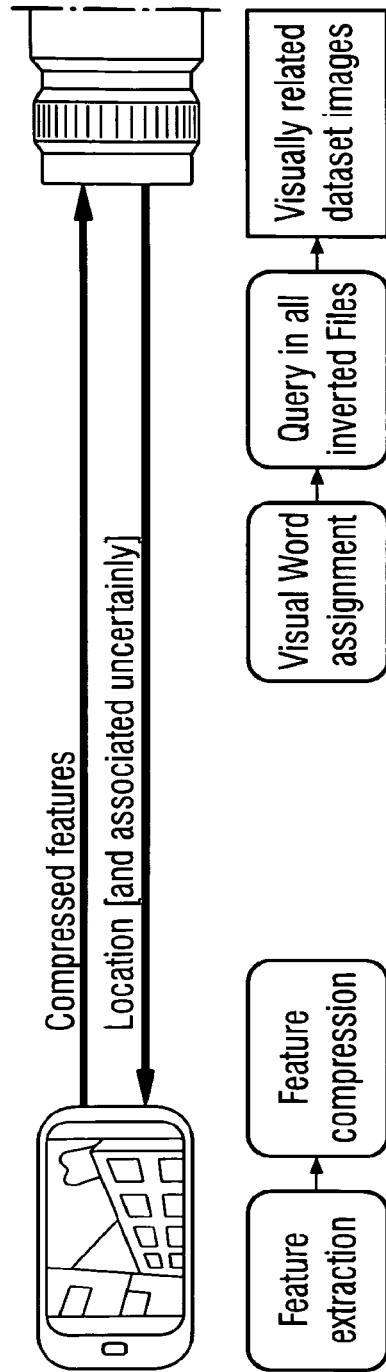 Compressed features
Location [and associated uncertainly]
Feature
extraction
Feature
compression
Visual Word
assignment
Query in all
inverted Files
Visually related
dataset images